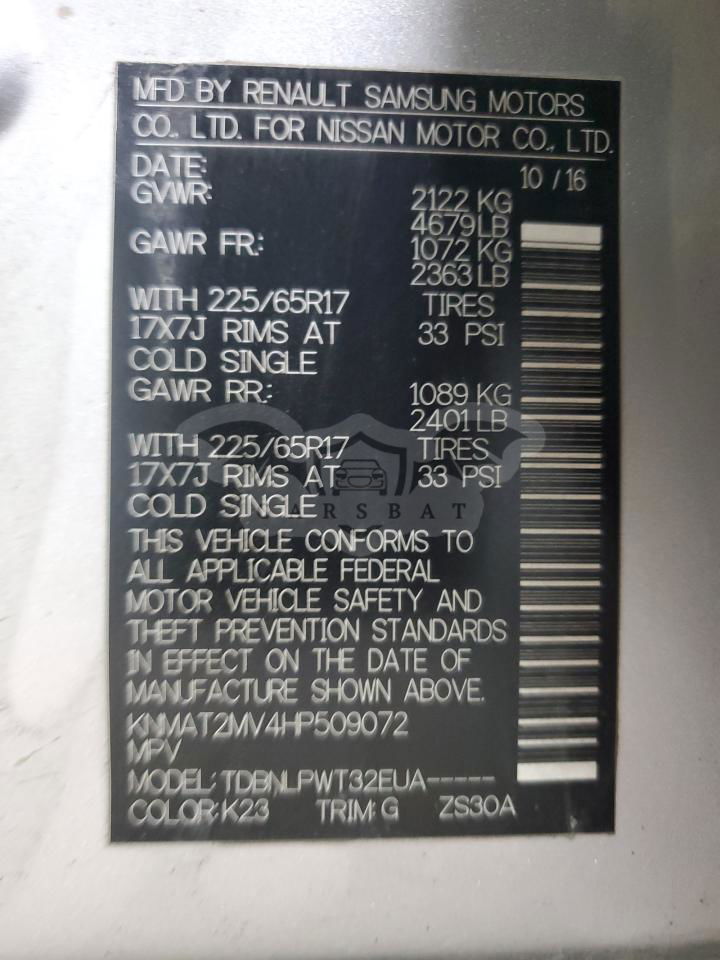 MFD BY RENAULT SAMSUNG MOTORS
CO., LTD. FOR NISSAN MOTOR CO., LTD.
DATE: 10 / 16
GVWR: 2122 KG
4679 LB
GAWR FR: 1072 KG
2363 LB
WITH 225/65R17 TIRES
17X7J RIMS AT 33 PSI
COLD SINGLE
GAWR RR: 1089 KG
2401 LB
WITH 225/65R17 TIRES
17X7J RIMS AT 33 PSI
COLD SINGLE
CARSBAT
THIS VEHICLE CONFORMS TO
ALL APPLICABLE FEDERAL
MOTOR VEHICLE SAFETY AND
THEFT PREVENTION STANDARDS
IN EFFECT ON THE DATE OF
MANUFACTURE SHOWN ABOVE.
KNMAT2MV4HP509072
MPV
MODEL: TDBNLPWT32EUA-----
COLOR: K23 TRIM: G ZS30A